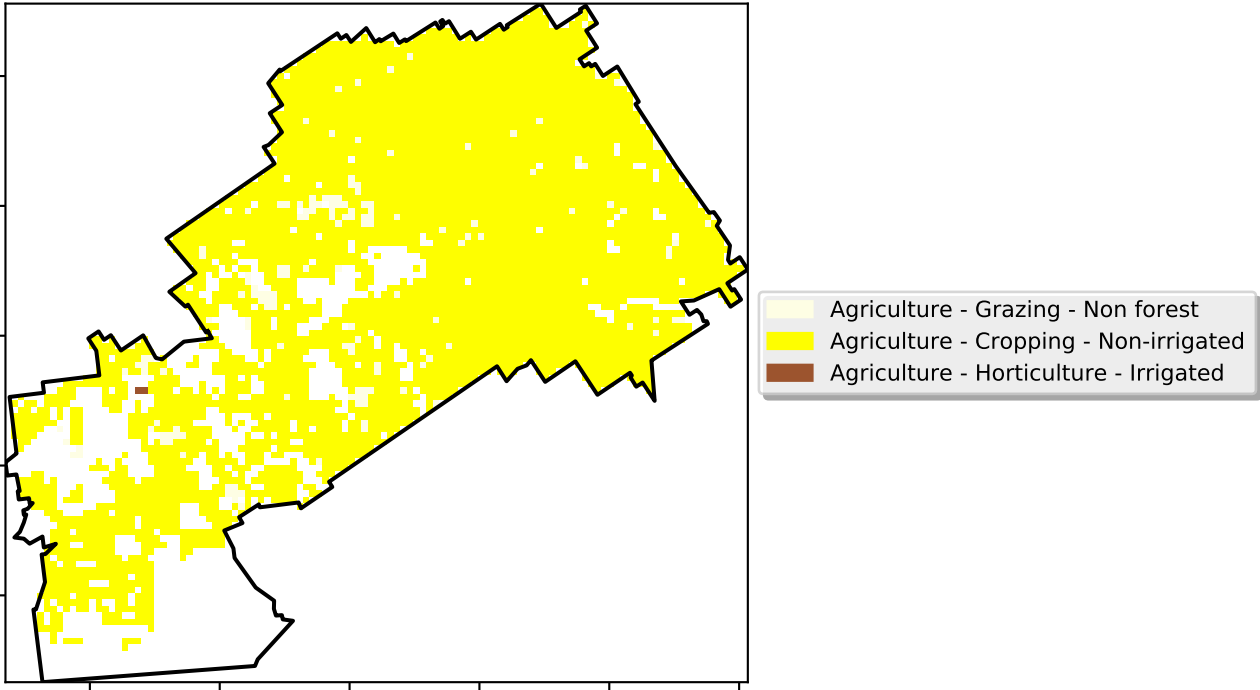 Agriculture - Grazing - Non forest
Agriculture - Cropping - Non-irrigated
Agriculture - Horticulture - Irrigated